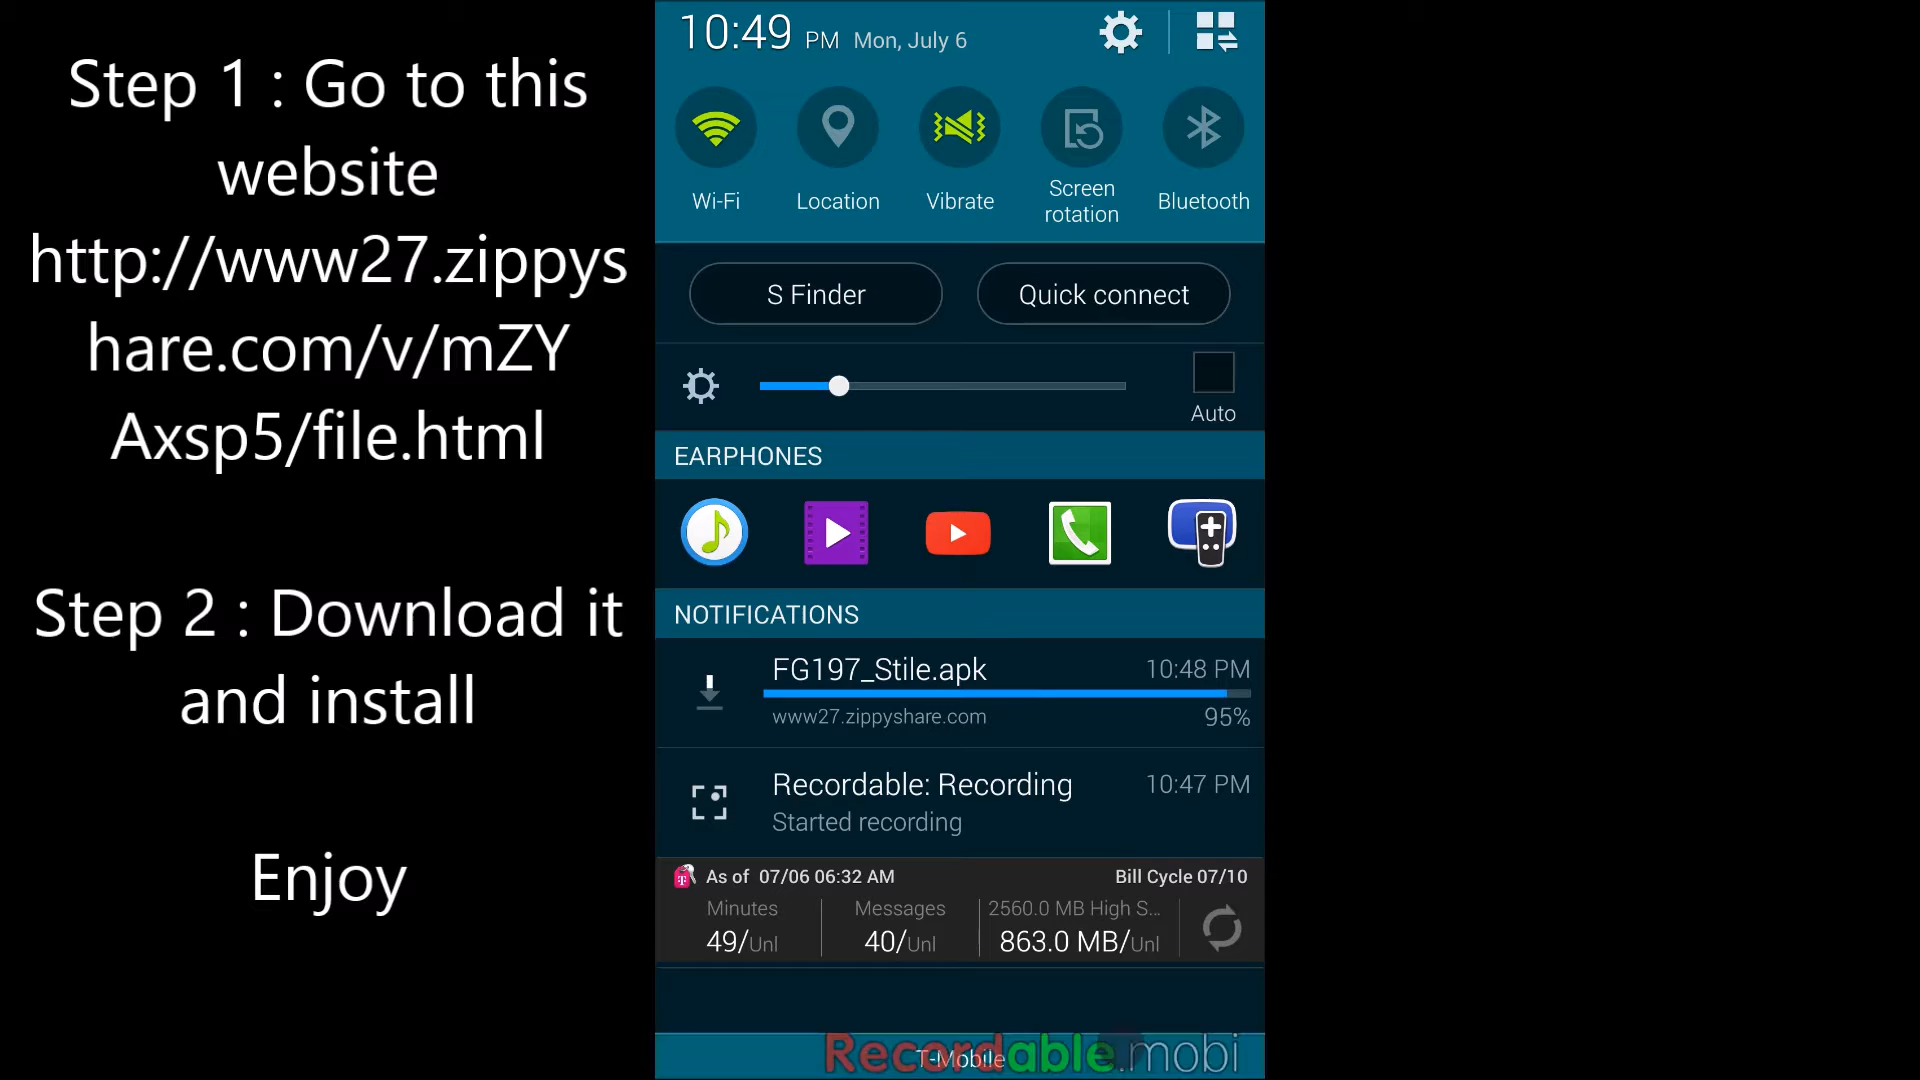 Step 1 : Go to this
website
http://www27.zippys
hare.com/v/mZY
Axsp5/file.html
Step 2 : Download it
and install
Enjoy
10:49 PM Mon, July 6
Wi-Fi
Location
Vibrate
Screen
rotation
Bluetooth
S Finder
Quick connect
Auto
EARPHONES
NOTIFICATIONS
FG197_Stile.apk 10:48 PM
www27.zippyshare.com 95%
Recordable: Recording 10:47 PM
Started recording
As of 07/06 06:32 AM Bill Cycle 07/10
Minutes Messages 2560.0 MB High S...
49/Unl 40/Unl 863.0 MB/Unl
T-Mobile
Recordable.mobi